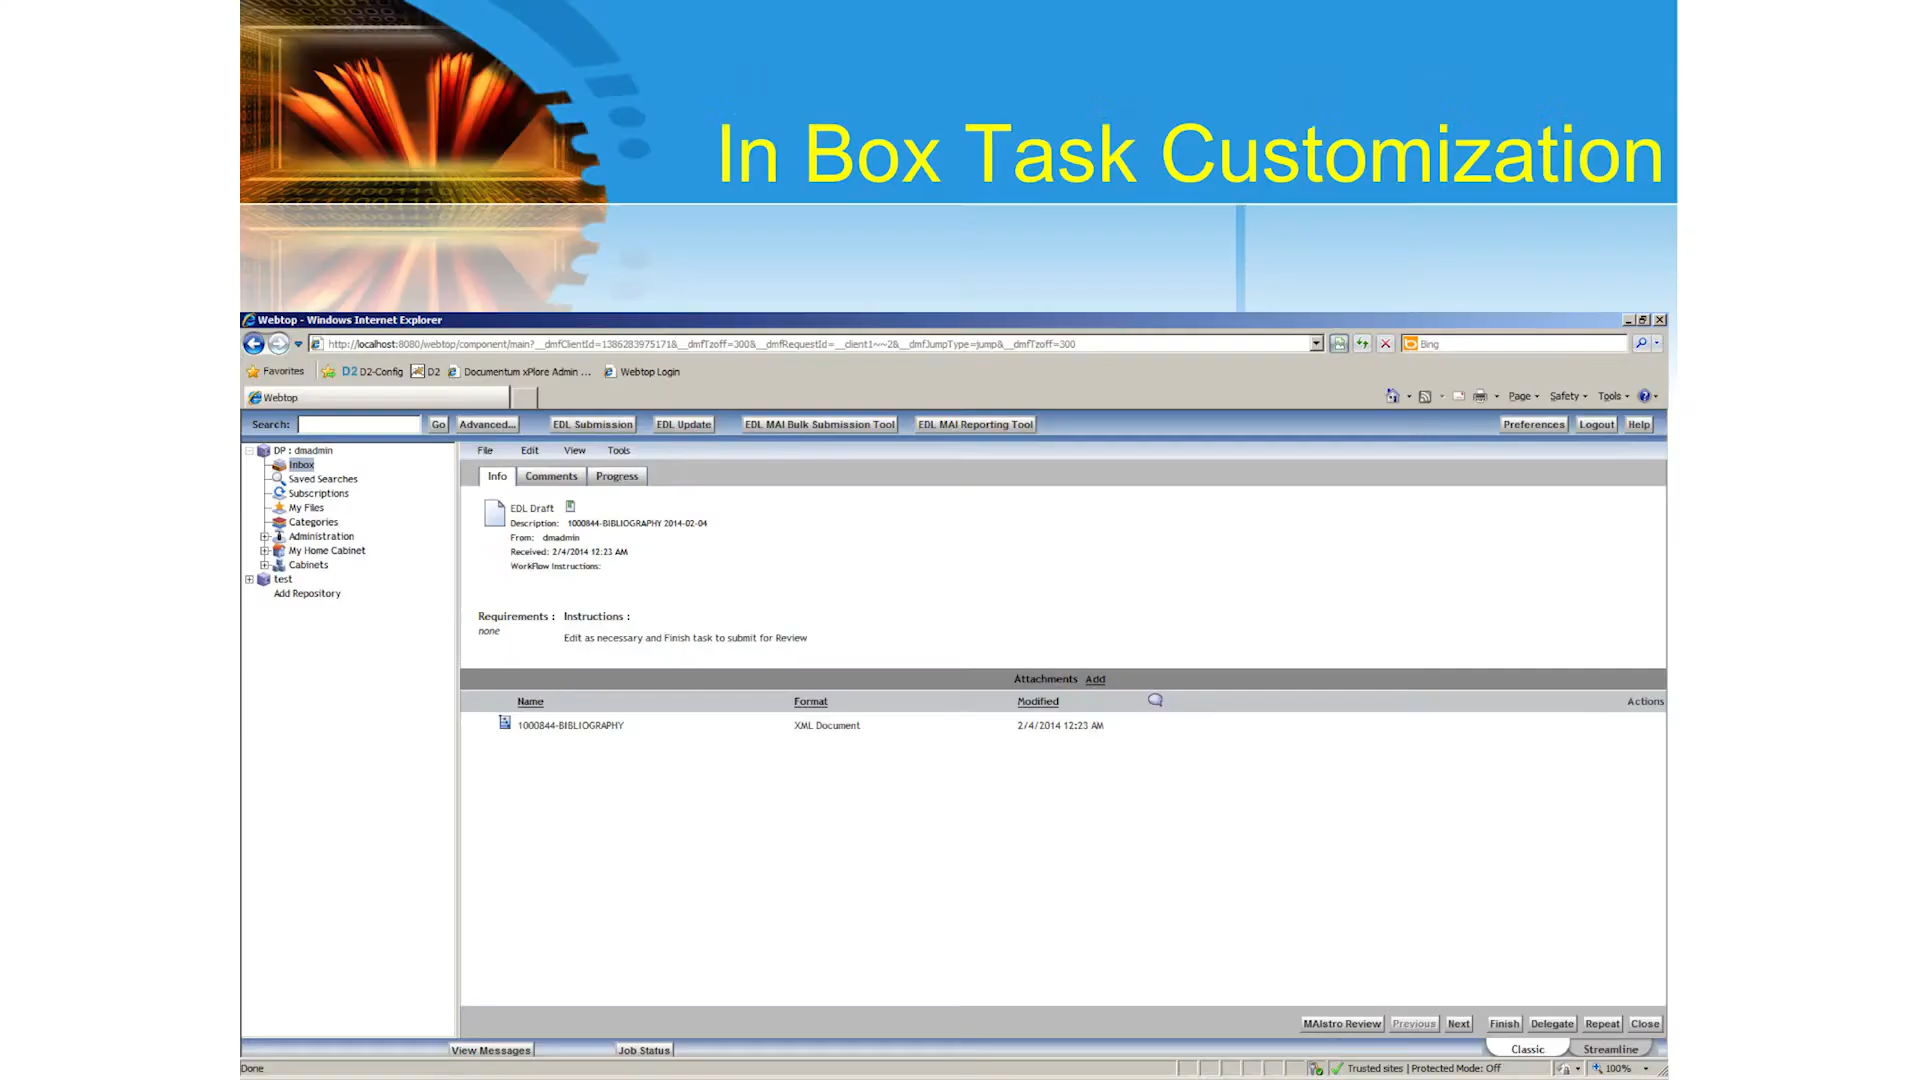 In Box Task Customization
Webtop - Windows Internet Explorer
http://localhost:8080/webtop/component/main?__dmfClientId=1386283975171&__dmfTzoff=300&__dmfRequestId=__client1~~2&__dmfJumpType=jump&__dmfTzoff=300
Bing
Favorites D2 D2-Config D2 Documentum xPlore Admin ... Webtop Login
Webtop
Page Safety Tools
Search: Go Advanced... EDL Submission EDL Update EDL MAI Bulk Submission Tool EDL MAI Reporting Tool Preferences Logout Help
DP : dmadmin
Inbox
Saved Searches
Subscriptions
My Files
Categories
Administration
My Home Cabinet
Cabinets
test
Add Repository
File Edit View Tools
Info Comments Progress
EDL Draft
Description: 1000844-BIBLIOGRAPHY 2014-02-04
From: dmadmin
Received: 2/4/2014 12:23 AM
WorkFlow Instructions:
Requirements : Instructions :
none
Edit as necessary and Finish task to submit for Review
Attachments Add
Name Format Modified Actions
1000844-BIBLIOGRAPHY XML Document 2/4/2014 12:23 AM
MAIstro Review Previous Next Finish Delegate Repeat Close
View Messages Job Status Classic Streamline
Done Trusted sites | Protected Mode: Off 100%